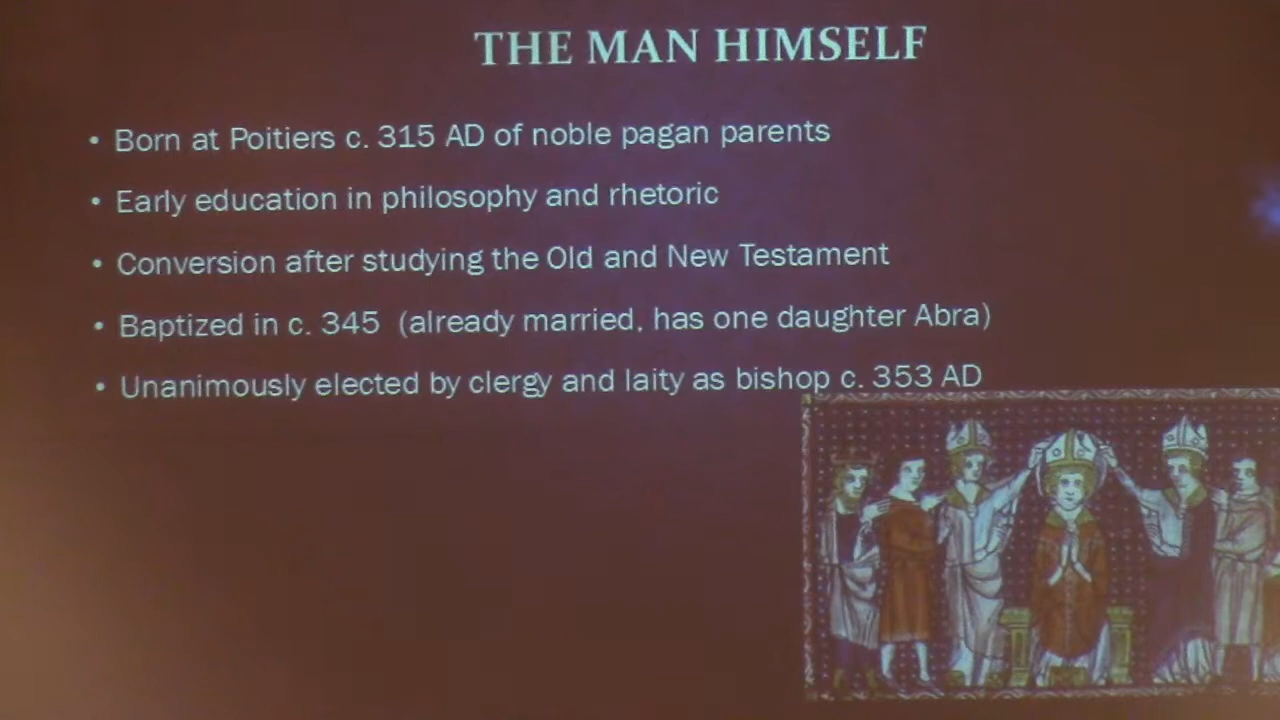 THE MAN HIMSELF
• Born at Poitiers c. 315 AD of noble pagan parents
• Early education in philosophy and rhetoric
• Conversion after studying the Old and New Testament
• Baptized in c. 345 (already married, has one daughter Abra)
• Unanimously elected by clergy and laity as bishop c. 353 AD